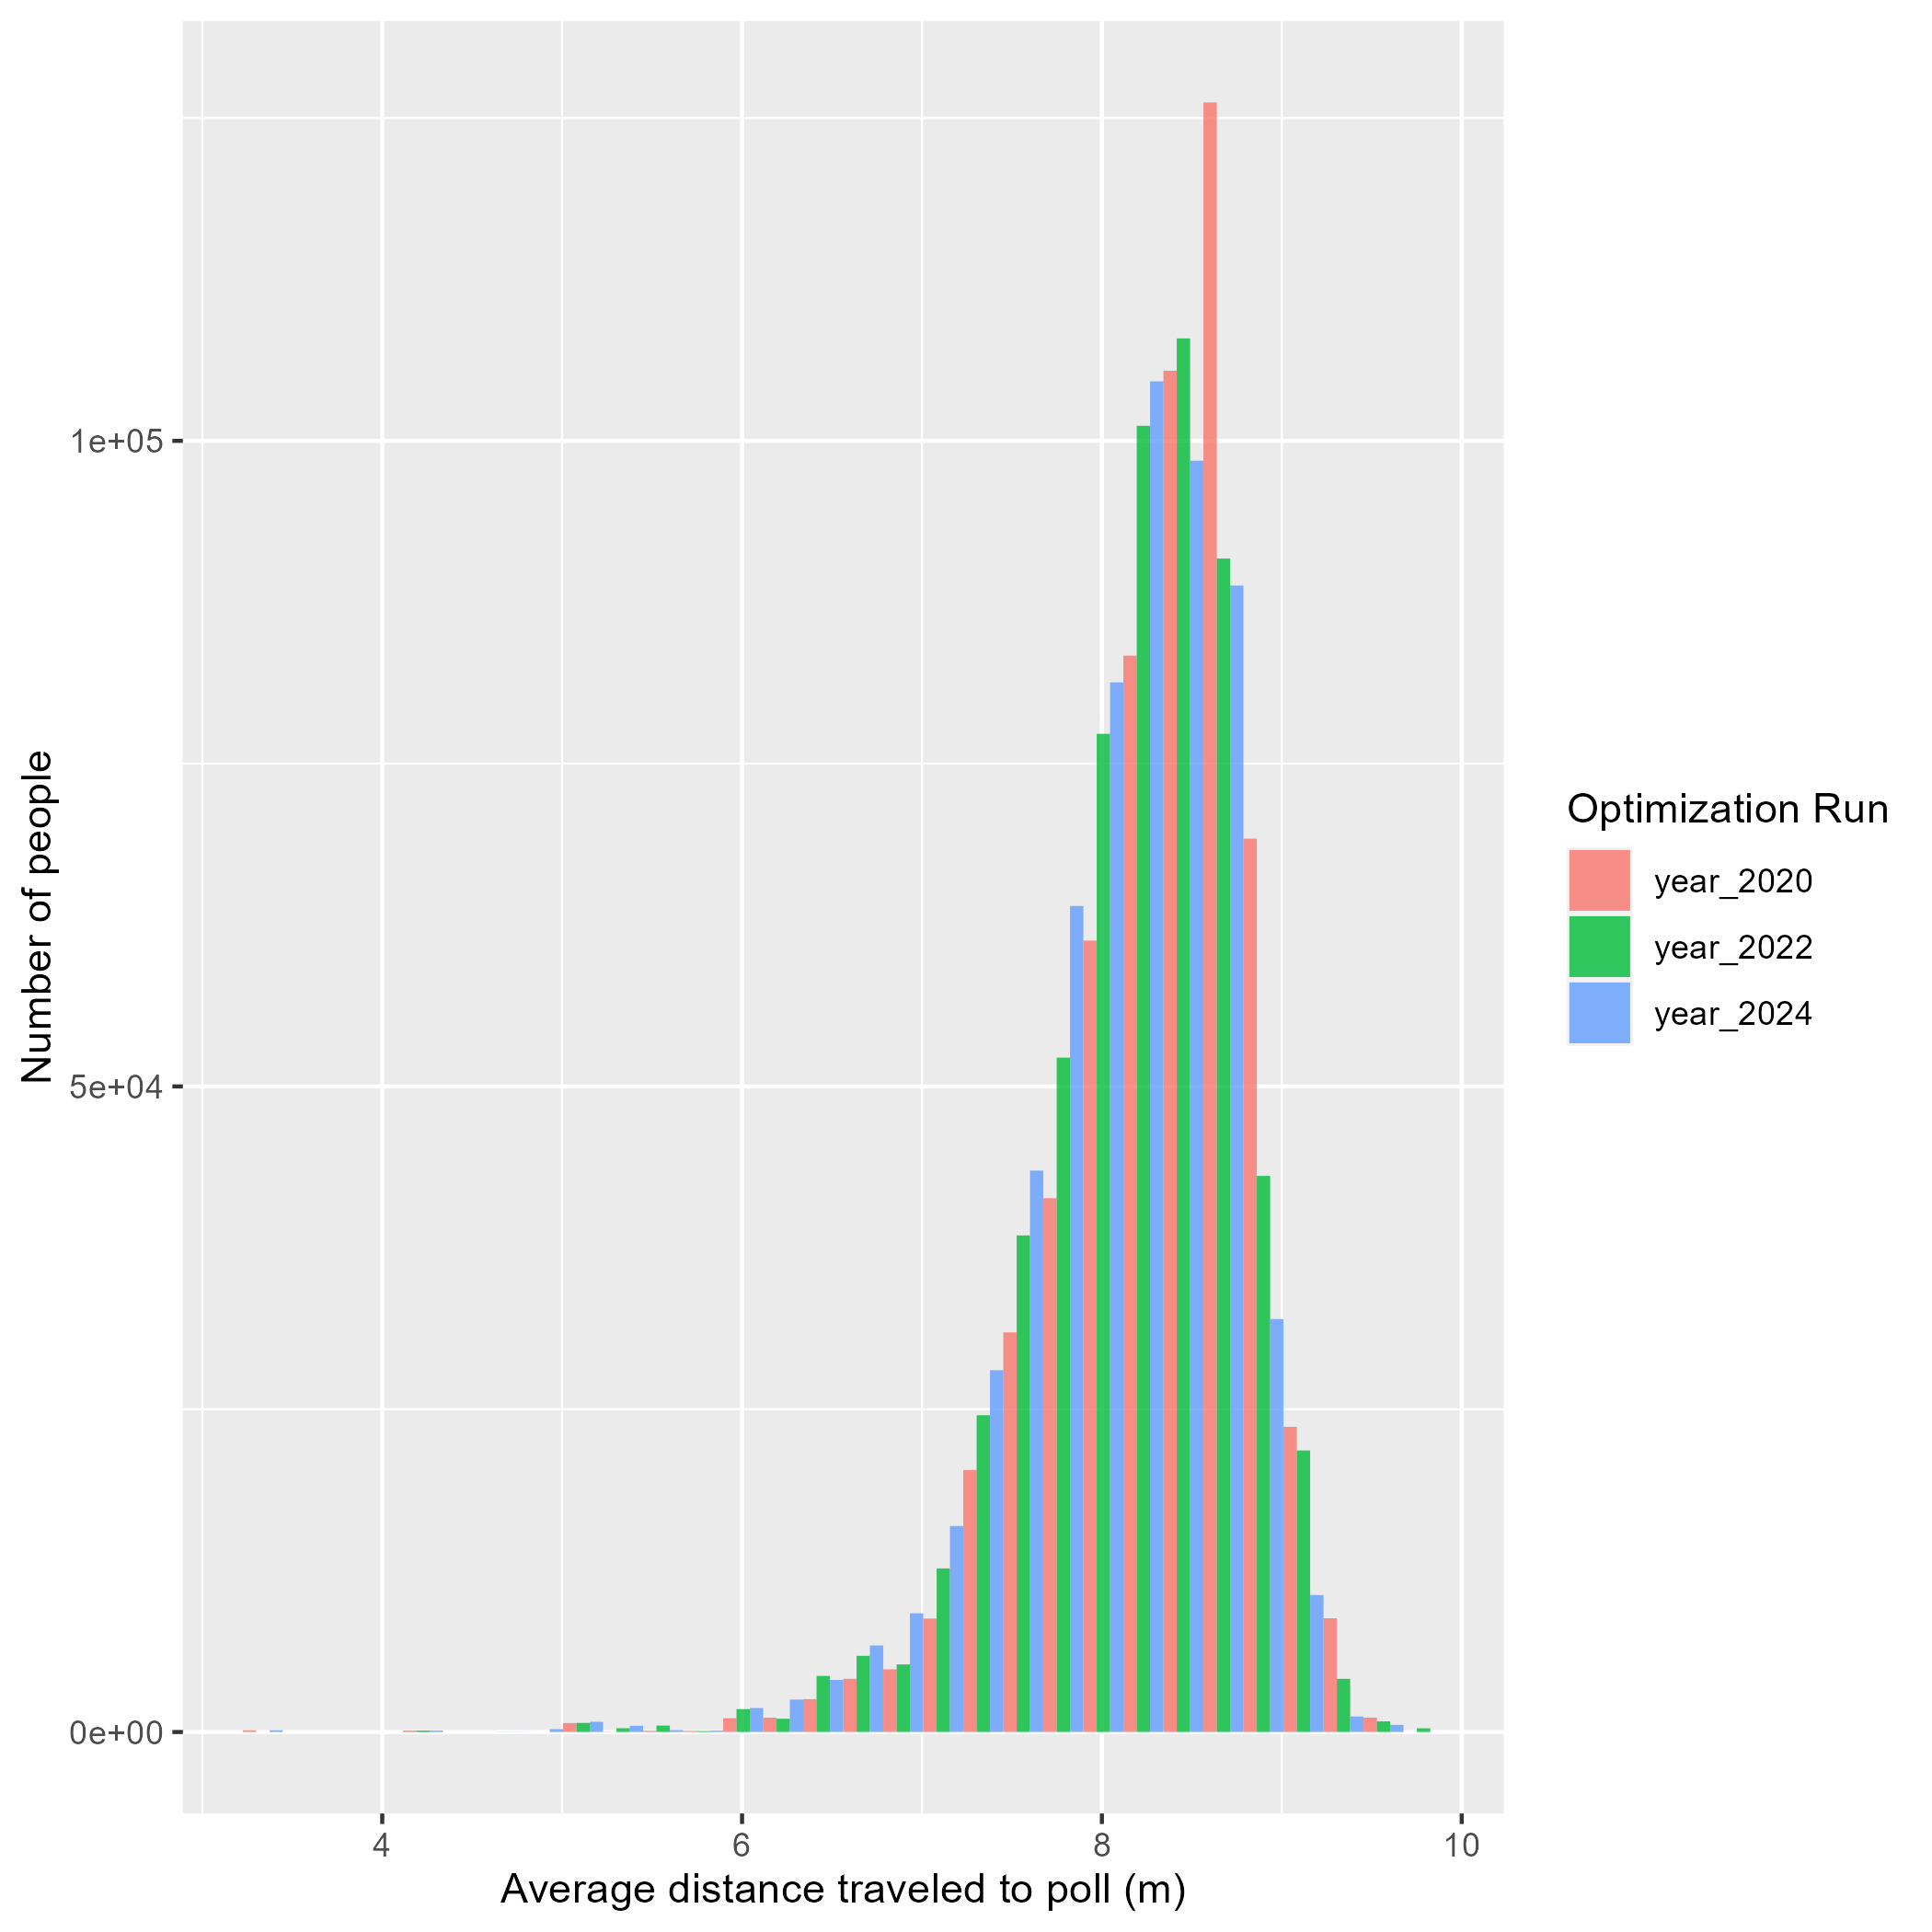 Number of people
1e+05
5e+04
0e+00
4 6 8 10
Average distance traveled to poll (m)
Optimization Run
year_2020
year_2022
year_2024